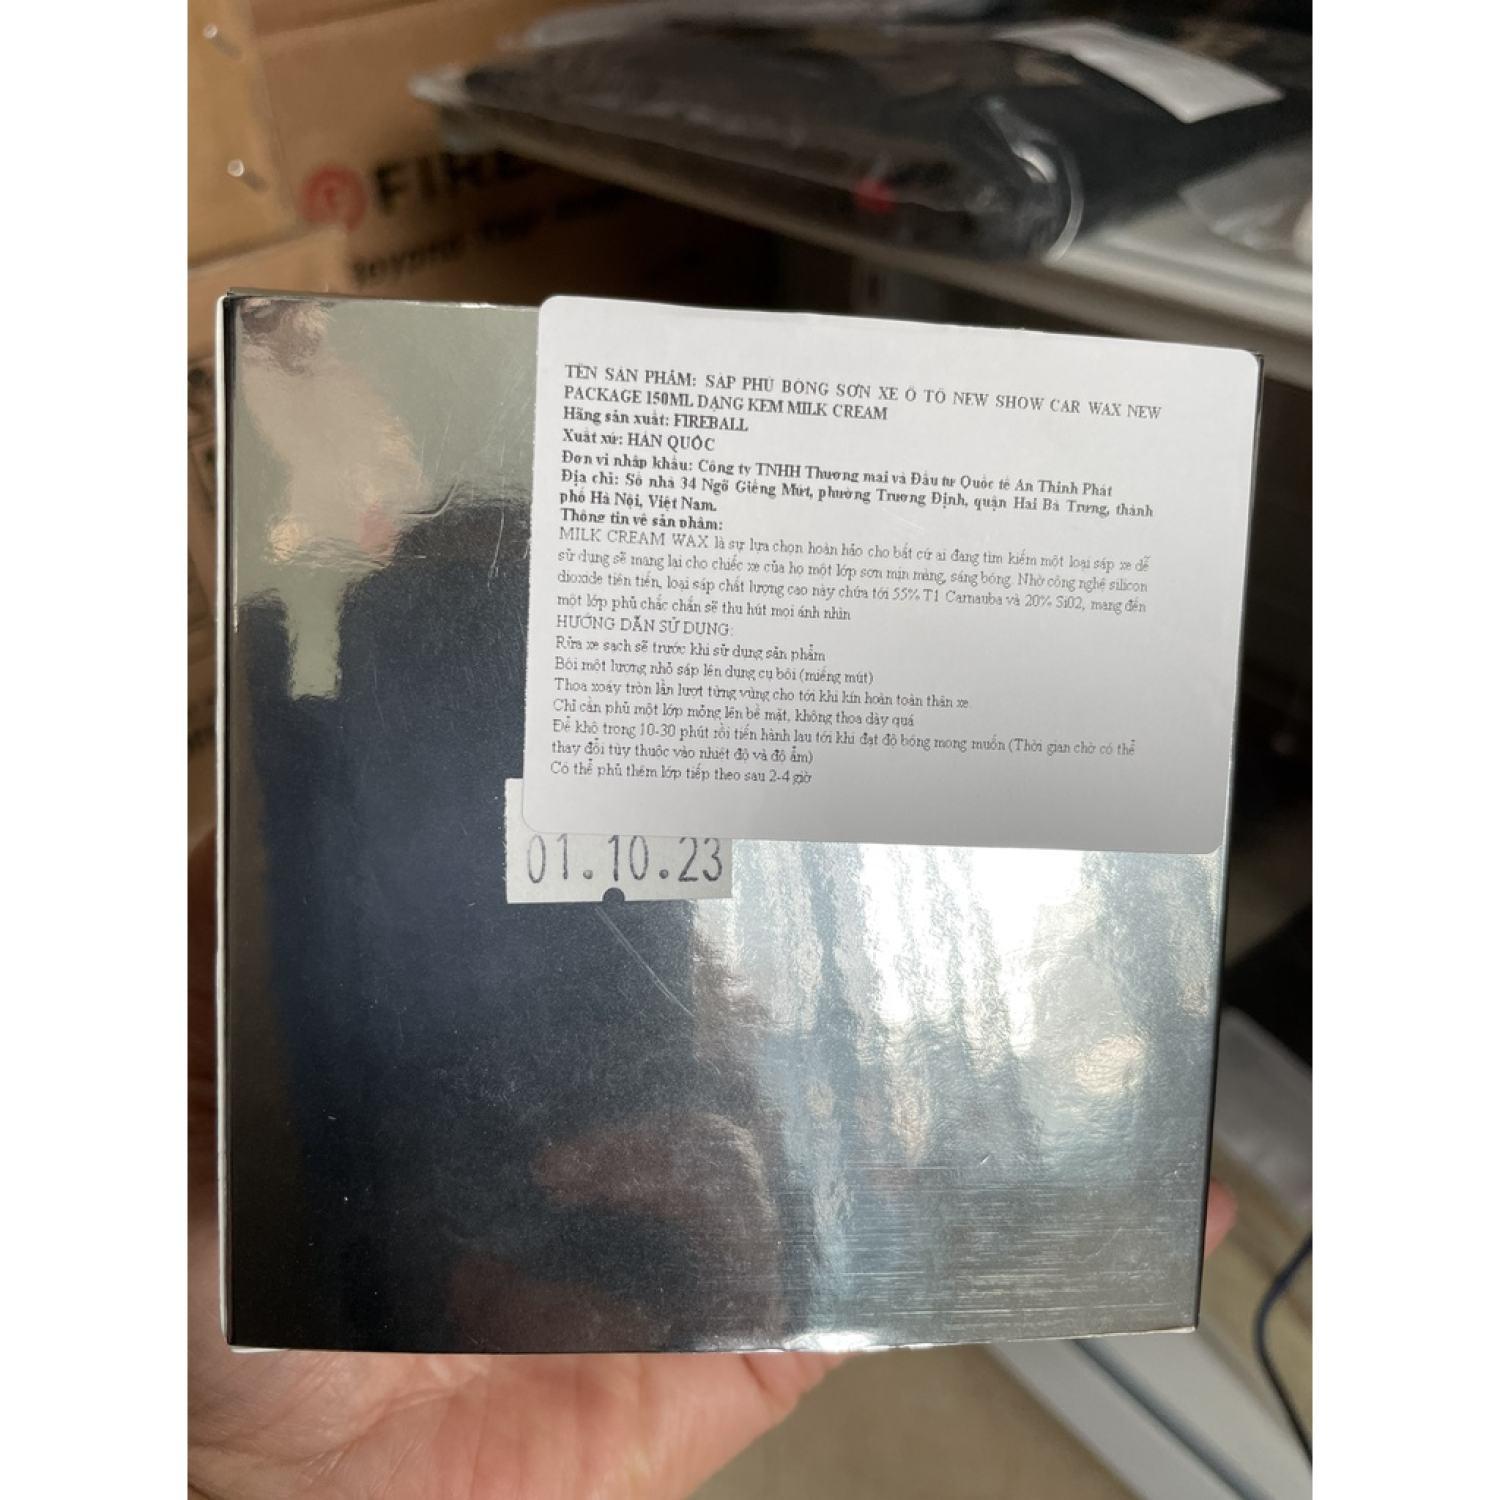 FIRE
Beyond
TÊN SẢN PHẨM: SÁP PHỦ BÓNG SƠN XE Ô TÔ NEW SHOW CAR WAX NEW
PACKAGE 150ML DẠNG KEM MILK CREAM
Hãng sản xuất: FIREBALL
Xuất xứ: HÀN QUỐC
Đơn vị nhập khẩu: Công ty TNHH Thương mai và Đầu tư Quốc tế An Thịnh Phát
Địa chỉ: Số nhà 34 Ngõ Giếng Mứt, phường Trương Định, quận Hai Bà Trưng, thành
phố Hà Nội, Việt Nam.
Thông tin về sản phẩm:
MILK CREAM WAX là sự lựa chọn hoàn hảo cho bất cứ ai đang tìm kiếm một loại sáp xe dễ
sử dụng sẽ mang lại cho chiếc xe của họ một lớp sơn mịn màng, sáng bóng. Nhờ công nghệ silicon
dioxide tiên tiến, loại sáp chất lượng cao này chứa tới 55% T1 Carnauba và 20% Si02, mang đến
một lớp phủ chắc chắn sẽ thu hút mọi ánh nhìn
HƯỚNG DẪN SỬ DỤNG:
Rửa xe sạch sẽ trước khi sử dụng sản phẩm
Bôi một lượng nhỏ sáp lên dụng cụ bôi (miếng mút)
Thoa xoáy tròn lần lượt từng vùng cho tới khi kín hoàn toàn thân xe
Chỉ cần phủ một lớp mỏng lên bề mặt, không thoa dày quá
Để khô trong 10-30 phút rồi tiến hành lau tới khi đạt độ bóng mong muốn (Thời gian chờ có thể
thay đổi tùy thuộc vào nhiệt độ và độ ẩm)
Có thể phủ thêm lớp tiếp theo sau 2-4 giờ
01.10.23